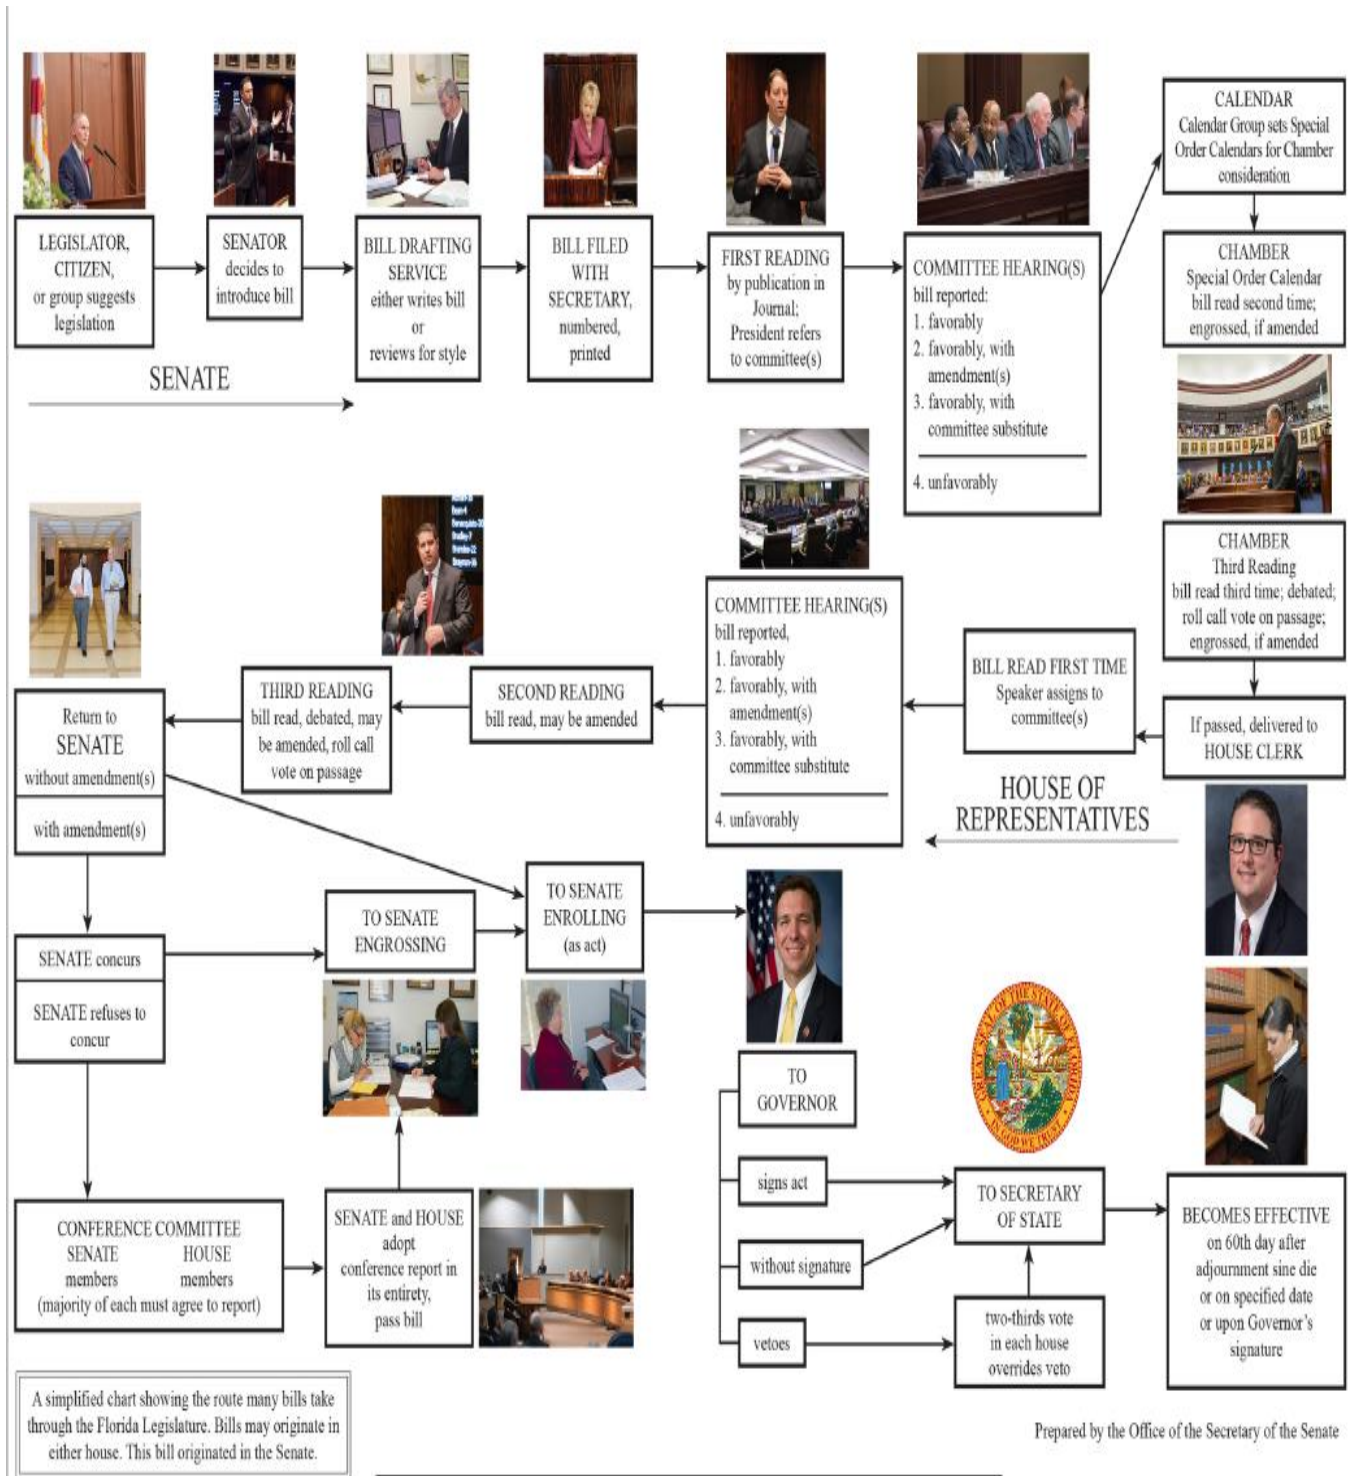 LEGISLATOR,
CITIZEN,
or group suggests
legislation
SENATOR
decides to
introduce bill
BILL DRAFTING
SERVICE
either writes bill
or
reviews for style
BILL FILED
WITH
SECRETARY,
numbered,
printed
FIRST READING
by publication in
Journal;
President refers
to committee(s)
COMMITTEE HEARING(S)
bill reported:
1. favorably
2. favorably, with
amendment(s)
3. favorably, with
committee substitute
4. unfavorably
CALENDAR
Calendar Group sets Special
Order Calendars for Chamber
consideration
CHAMBER
Special Order Calendar
bill read second time;
engrossed, if amended
SENATE
CHAMBER
Third Reading
bill read third time; debated;
roll call vote on passage;
engrossed, if amended
If passed, delivered to
HOUSE CLERK
HOUSE OF
REPRESENTATIVES
BILL READ FIRST TIME
Speaker assigns to
committee(s)
COMMITTEE HEARING(S)
bill reported,
1. favorably
2. favorably, with
amendment(s)
3. favorably, with
committee substitute
4. unfavorably
SECOND READING
bill read, may be amended
THIRD READING
bill read, debated, may
be amended, roll call
vote on passage
Return to
SENATE
without amendment(s)
with amendment(s)
SENATE concurs
SENATE refuses to
concur
TO SENATE
ENGROSSING
TO SENATE
ENROLLING
(as act)
CONFERENCE COMMITTEE
SENATE HOUSE
members members
(majority of each must agree to report)
SENATE and HOUSE
adopt
conference report in
its entirety,
pass bill
TO
GOVERNOR
signs act
without signature
vetoes
GREAT SEAL OF THE STATE OF FLORIDA
IN GOD WE TRUST
TO SECRETARY
OF STATE
two-thirds vote
in each house
overrides veto
BECOMES EFFECTIVE
on 60th day after
adjournment sine die
or on specified date
or upon Governor's
signature
A simplified chart showing the route many bills take
through the Florida Legislature. Bills may originate in
either house. This bill originated in the Senate.
Prepared by the Office of the Secretary of the Senate